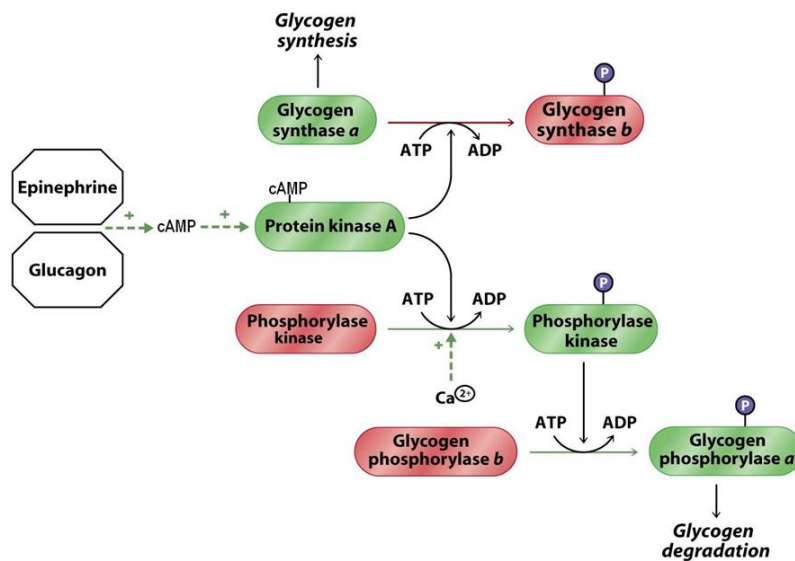 Glycogen
synthesis
P
Glycogen
synthase a
ATP
ADP
Glycogen
synthase b
Epinephrine
+
cAMP
+
cAMP
Protein kinase A
Glucagon
ATP
ADP
P
Phosphorylase
kinase
+
Phosphorylase
kinase
Ca2+
P
Glycogen
phosphorylase b
ATP
ADP
Glycogen
phosphorylase a
Glycogen
degradation